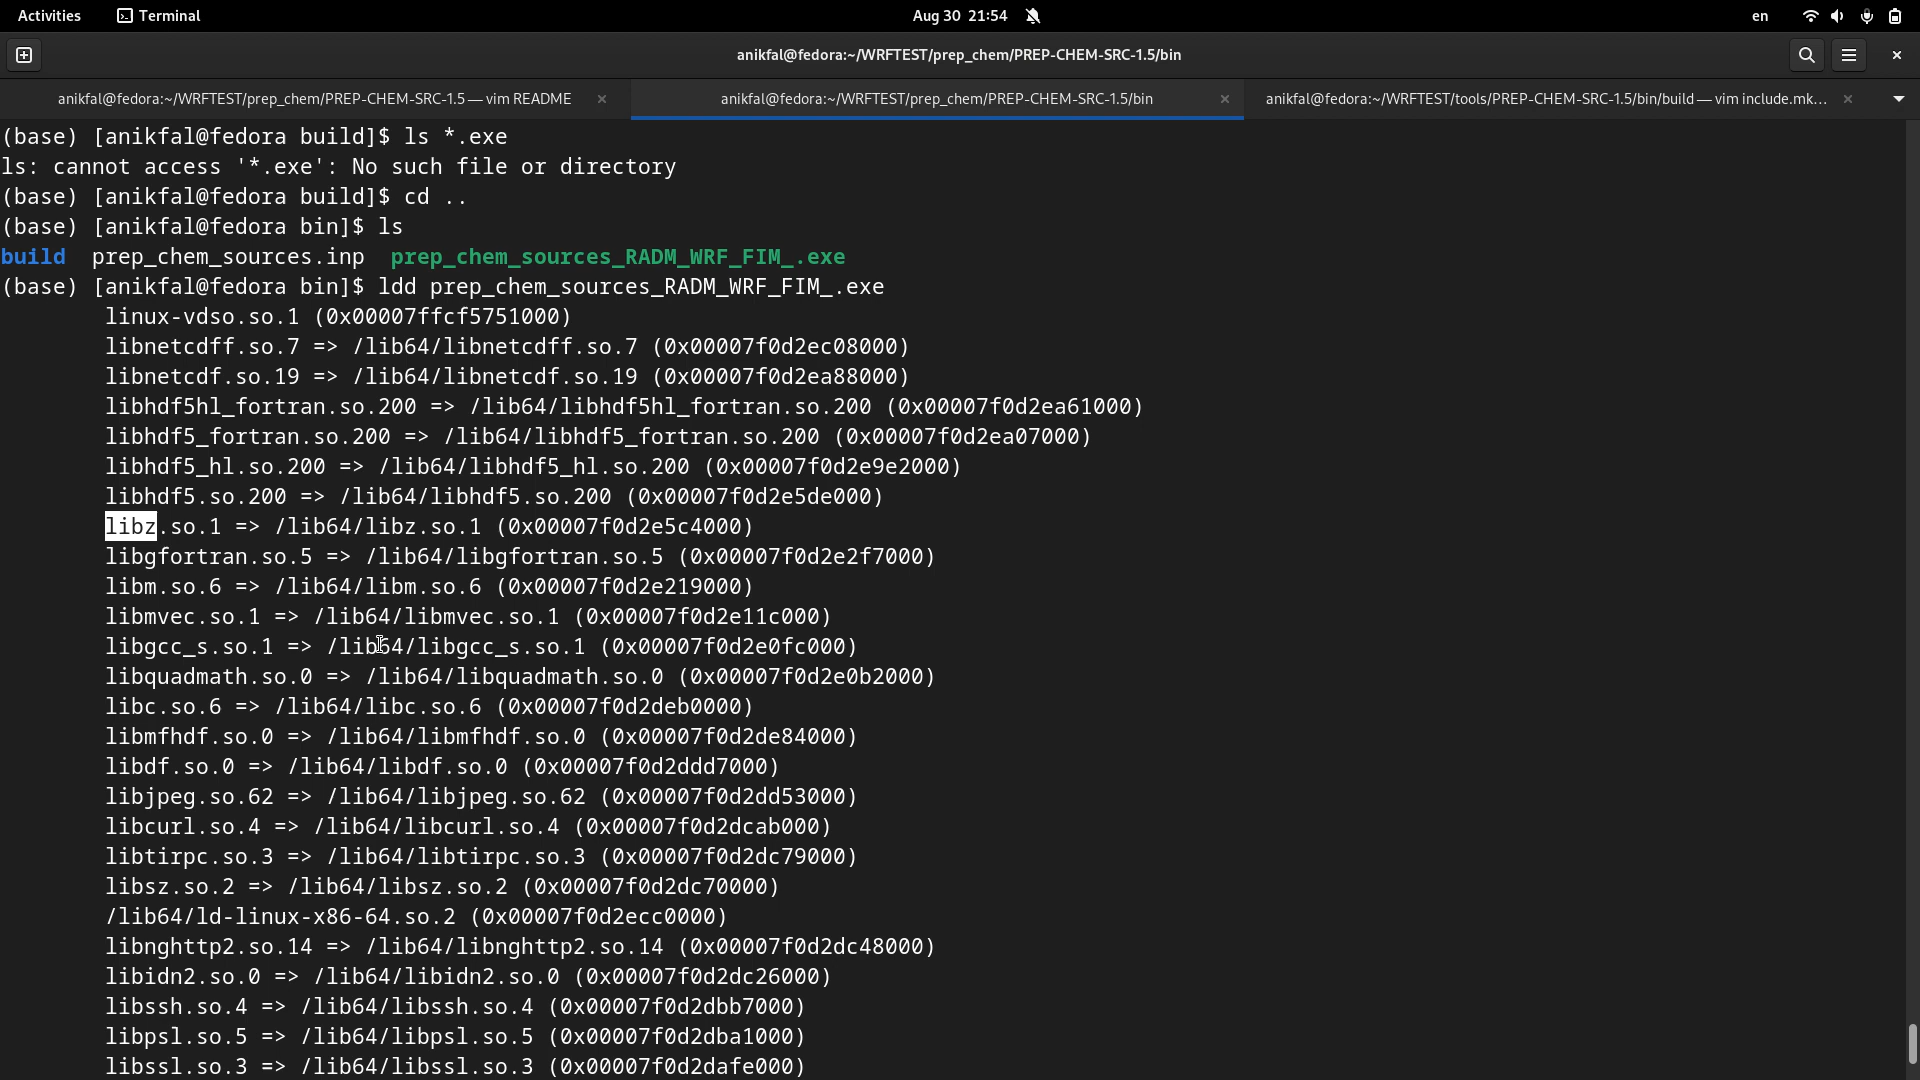 Activities Terminal Aug 30 21:54 en
anikfal@fedora:~/WRFTEST/prep_chem/PREP-CHEM-SRC-1.5/bin
anikfal@fedora:~/WRFTEST/prep_chem/PREP-CHEM-SRC-1.5 — vim README anikfal@fedora:~/WRFTEST/prep_chem/PREP-CHEM-SRC-1.5/bin anikfal@fedora:~/WRFTEST/tools/PREP-CHEM-SRC-1.5/bin/build — vim include.mk…
(base) [anikfal@fedora build]$ ls *.exe
ls: cannot access '*.exe': No such file or directory
(base) [anikfal@fedora build]$ cd ..
(base) [anikfal@fedora bin]$ ls
build prep_chem_sources.inp prep_chem_sources_RADM_WRF_FIM_.exe
(base) [anikfal@fedora bin]$ ldd prep_chem_sources_RADM_WRF_FIM_.exe
linux-vdso.so.1 (0x00007ffcf5751000)
libnetcdff.so.7 => /lib64/libnetcdff.so.7 (0x00007f0d2ec08000)
libnetcdf.so.19 => /lib64/libnetcdf.so.19 (0x00007f0d2ea88000)
libhdf5hl_fortran.so.200 => /lib64/libhdf5hl_fortran.so.200 (0x00007f0d2ea61000)
libhdf5_fortran.so.200 => /lib64/libhdf5_fortran.so.200 (0x00007f0d2ea07000)
libhdf5_hl.so.200 => /lib64/libhdf5_hl.so.200 (0x00007f0d2e9e2000)
libhdf5.so.200 => /lib64/libhdf5.so.200 (0x00007f0d2e5de000)
libz.so.1 => /lib64/libz.so.1 (0x00007f0d2e5c4000)
libgfortran.so.5 => /lib64/libgfortran.so.5 (0x00007f0d2e2f7000)
libm.so.6 => /lib64/libm.so.6 (0x00007f0d2e219000)
libmvec.so.1 => /lib64/libmvec.so.1 (0x00007f0d2e11c000)
libgcc_s.so.1 => /lib64/libgcc_s.so.1 (0x00007f0d2e0fc000)
libquadmath.so.0 => /lib64/libquadmath.so.0 (0x00007f0d2e0b2000)
libc.so.6 => /lib64/libc.so.6 (0x00007f0d2deb0000)
libmfhdf.so.0 => /lib64/libmfhdf.so.0 (0x00007f0d2de84000)
libdf.so.0 => /lib64/libdf.so.0 (0x00007f0d2ddd7000)
libjpeg.so.62 => /lib64/libjpeg.so.62 (0x00007f0d2dd53000)
libcurl.so.4 => /lib64/libcurl.so.4 (0x00007f0d2dcab000)
libtirpc.so.3 => /lib64/libtirpc.so.3 (0x00007f0d2dc79000)
libsz.so.2 => /lib64/libsz.so.2 (0x00007f0d2dc70000)
/lib64/ld-linux-x86-64.so.2 (0x00007f0d2ecc0000)
libnghttp2.so.14 => /lib64/libnghttp2.so.14 (0x00007f0d2dc48000)
libidn2.so.0 => /lib64/libidn2.so.0 (0x00007f0d2dc26000)
libssh.so.4 => /lib64/libssh.so.4 (0x00007f0d2dbb7000)
libpsl.so.5 => /lib64/libpsl.so.5 (0x00007f0d2dba1000)
libssl.so.3 => /lib64/libssl.so.3 (0x00007f0d2dafe000)